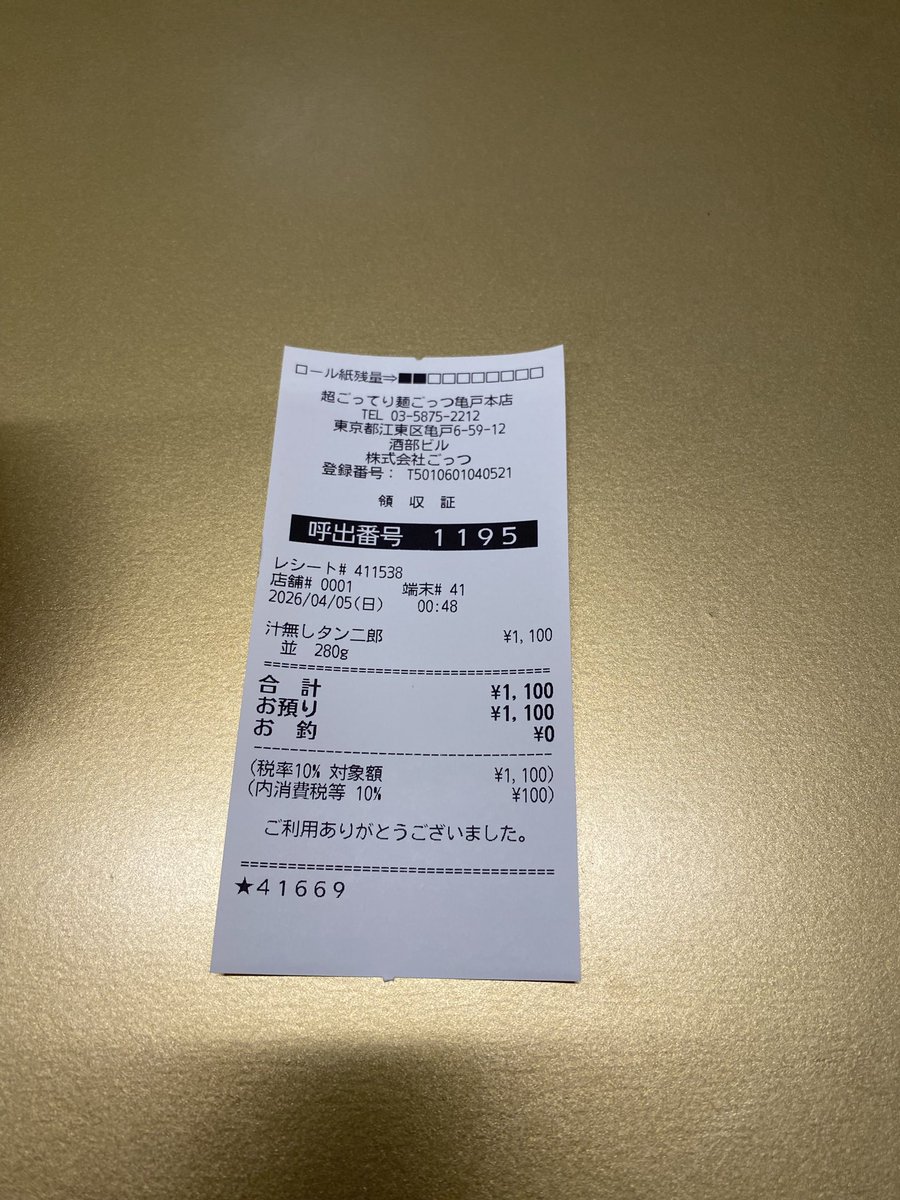 ロール紙残量⇒■■□□□□□□□□
超ごってり麺ごっつ亀戸本店
TEL 03-5875-2212
東京都江東区亀戸6-59-12
酒部ビル
株式会社ごっつ
登録番号： T5010601040521
領 収 証
呼出番号 1195
レシート# 411538
店舗# 0001 端末# 41
2026/04/05(日) 00:48
汁無しタン二郎 ¥1,100
並 280g
合 計 ¥1,100
お預り ¥1,100
お 釣 ¥0
(税率10% 対象額 ¥1,100)
(内消費税等 10% ¥100)
ご利用ありがとうございました。
★41669